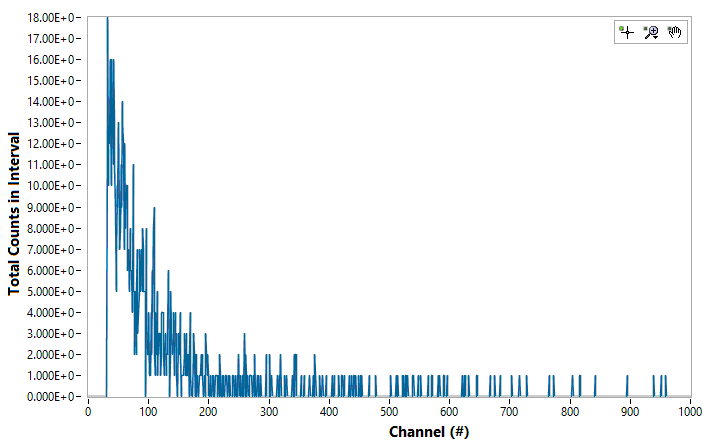 18.00E+0
17.00E+0
16.00E+0
15.00E+0
14.00E+0
13.00E+0
12.00E+0
11.00E+0
10.00E+0
9.000E+0
8.000E+0
7.000E+0
6.000E+0
5.000E+0
4.000E+0
3.000E+0
2.000E+0
1.000E+0
0.000E+0
Total Counts in Interval
0 100 200 300 400 500 600 700 800 900 1000
Channel (#)